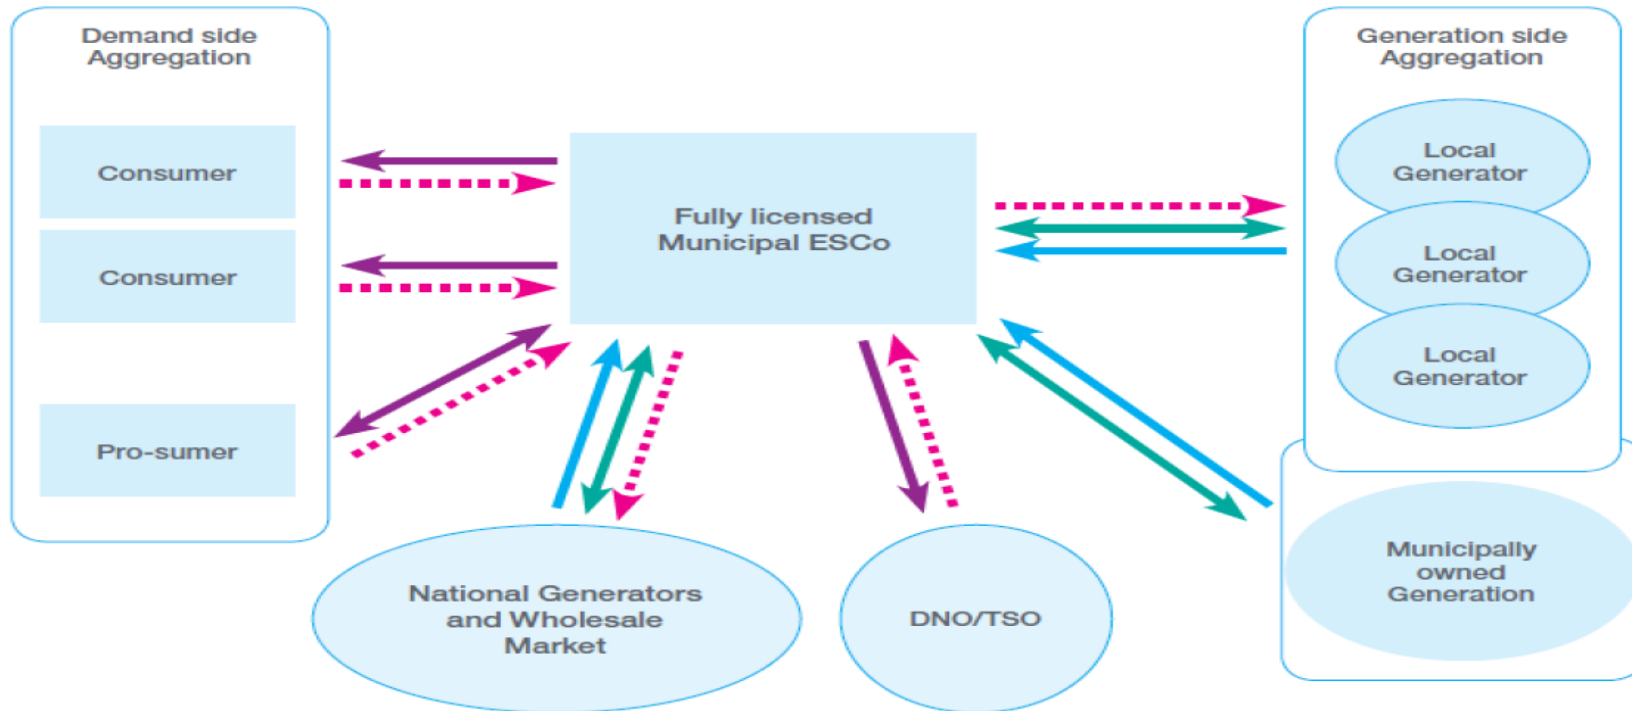 Demand side
Aggregation
Consumer
Consumer
Pro-sumer
Fully licensed
Municipal ESCo
National Generators
and Wholesale
Market
DNO/TSO
Generation side
Aggregation
Local
Generator
Local
Generator
Local
Generator
Municipally
owned
Generation